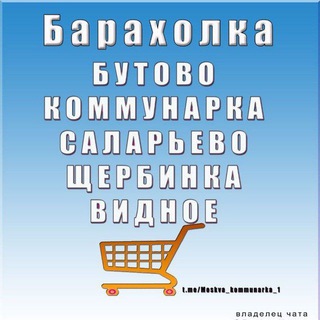 Барахолка
БУТОВО
КОММУНАРКА
САЛАРЬЕВО
ЩЕРБИНКА
ВИДНОЕ
t.me/Moskva_kommunarka_1
владелец чата